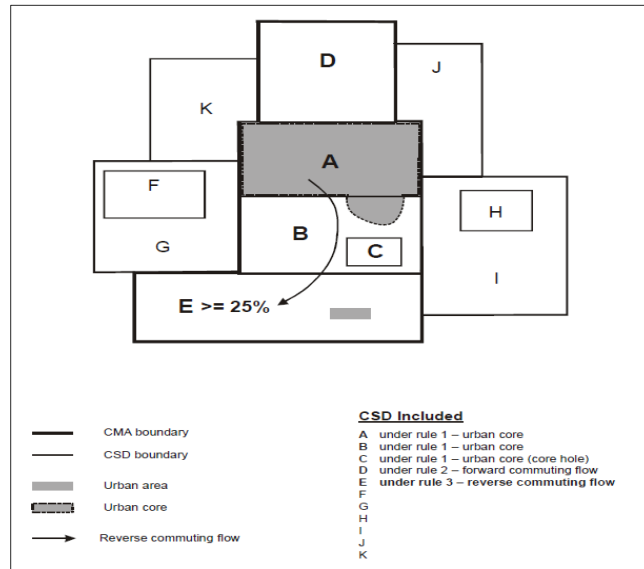 D
J
K
A
F
H
B
C
G
I
E >= 25%
CMA boundary
CSD boundary
Urban area
Urban core
Reverse commuting flow
CSD Included
A under rule 1 – urban core
B under rule 1 – urban core
C under rule 1 – urban core (core hole)
D under rule 2 – forward commuting flow
E under rule 3 – reverse commuting flow
F
G
H
I
J
K